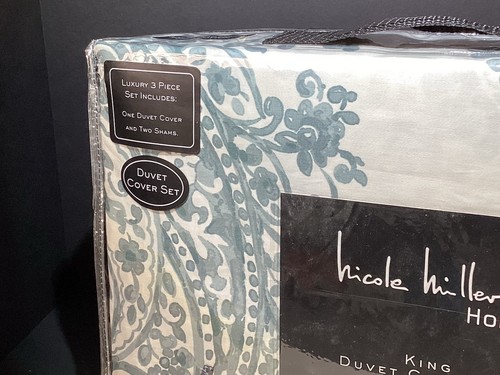 LUXURY 3 PIECE
SET INCLUDES:
ONE DUVET COVER
AND TWO SHAMS.
DUVET
COVER SET
nicole miller
HO
KING
DUVET C